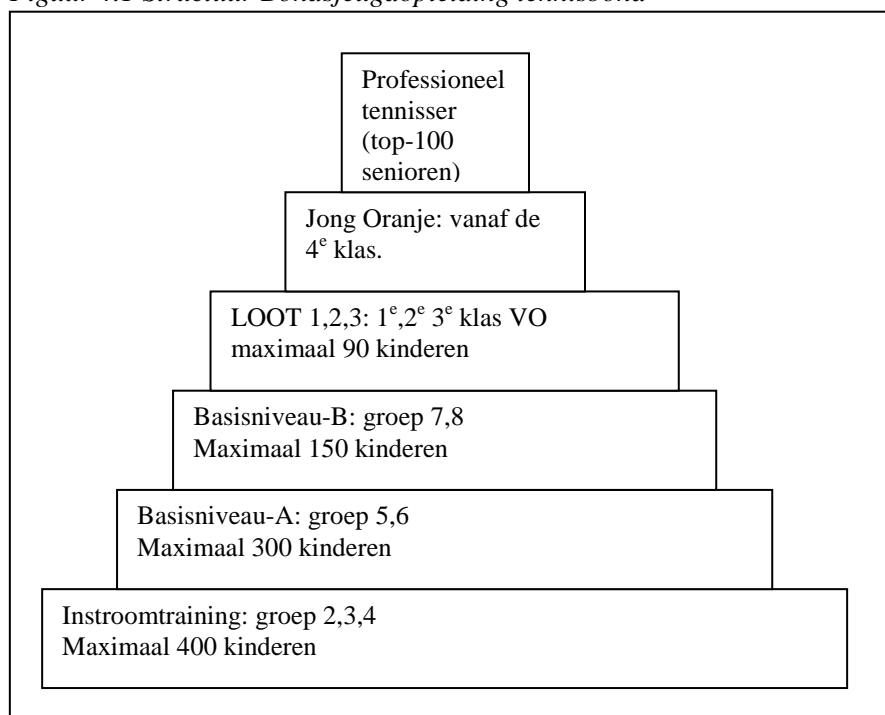 Professioneel
tennisser
(top-100
senioren)
Jong Oranje: vanaf de
4e klas.
LOOT 1,2,3: 1e,2e 3e klas VO
maximaal 90 kinderen
Basisniveau-B: groep 7,8
Maximaal 150 kinderen
Basisniveau-A: groep 5,6
Maximaal 300 kinderen
Instroomtraining: groep 2,3,4
Maximaal 400 kinderen